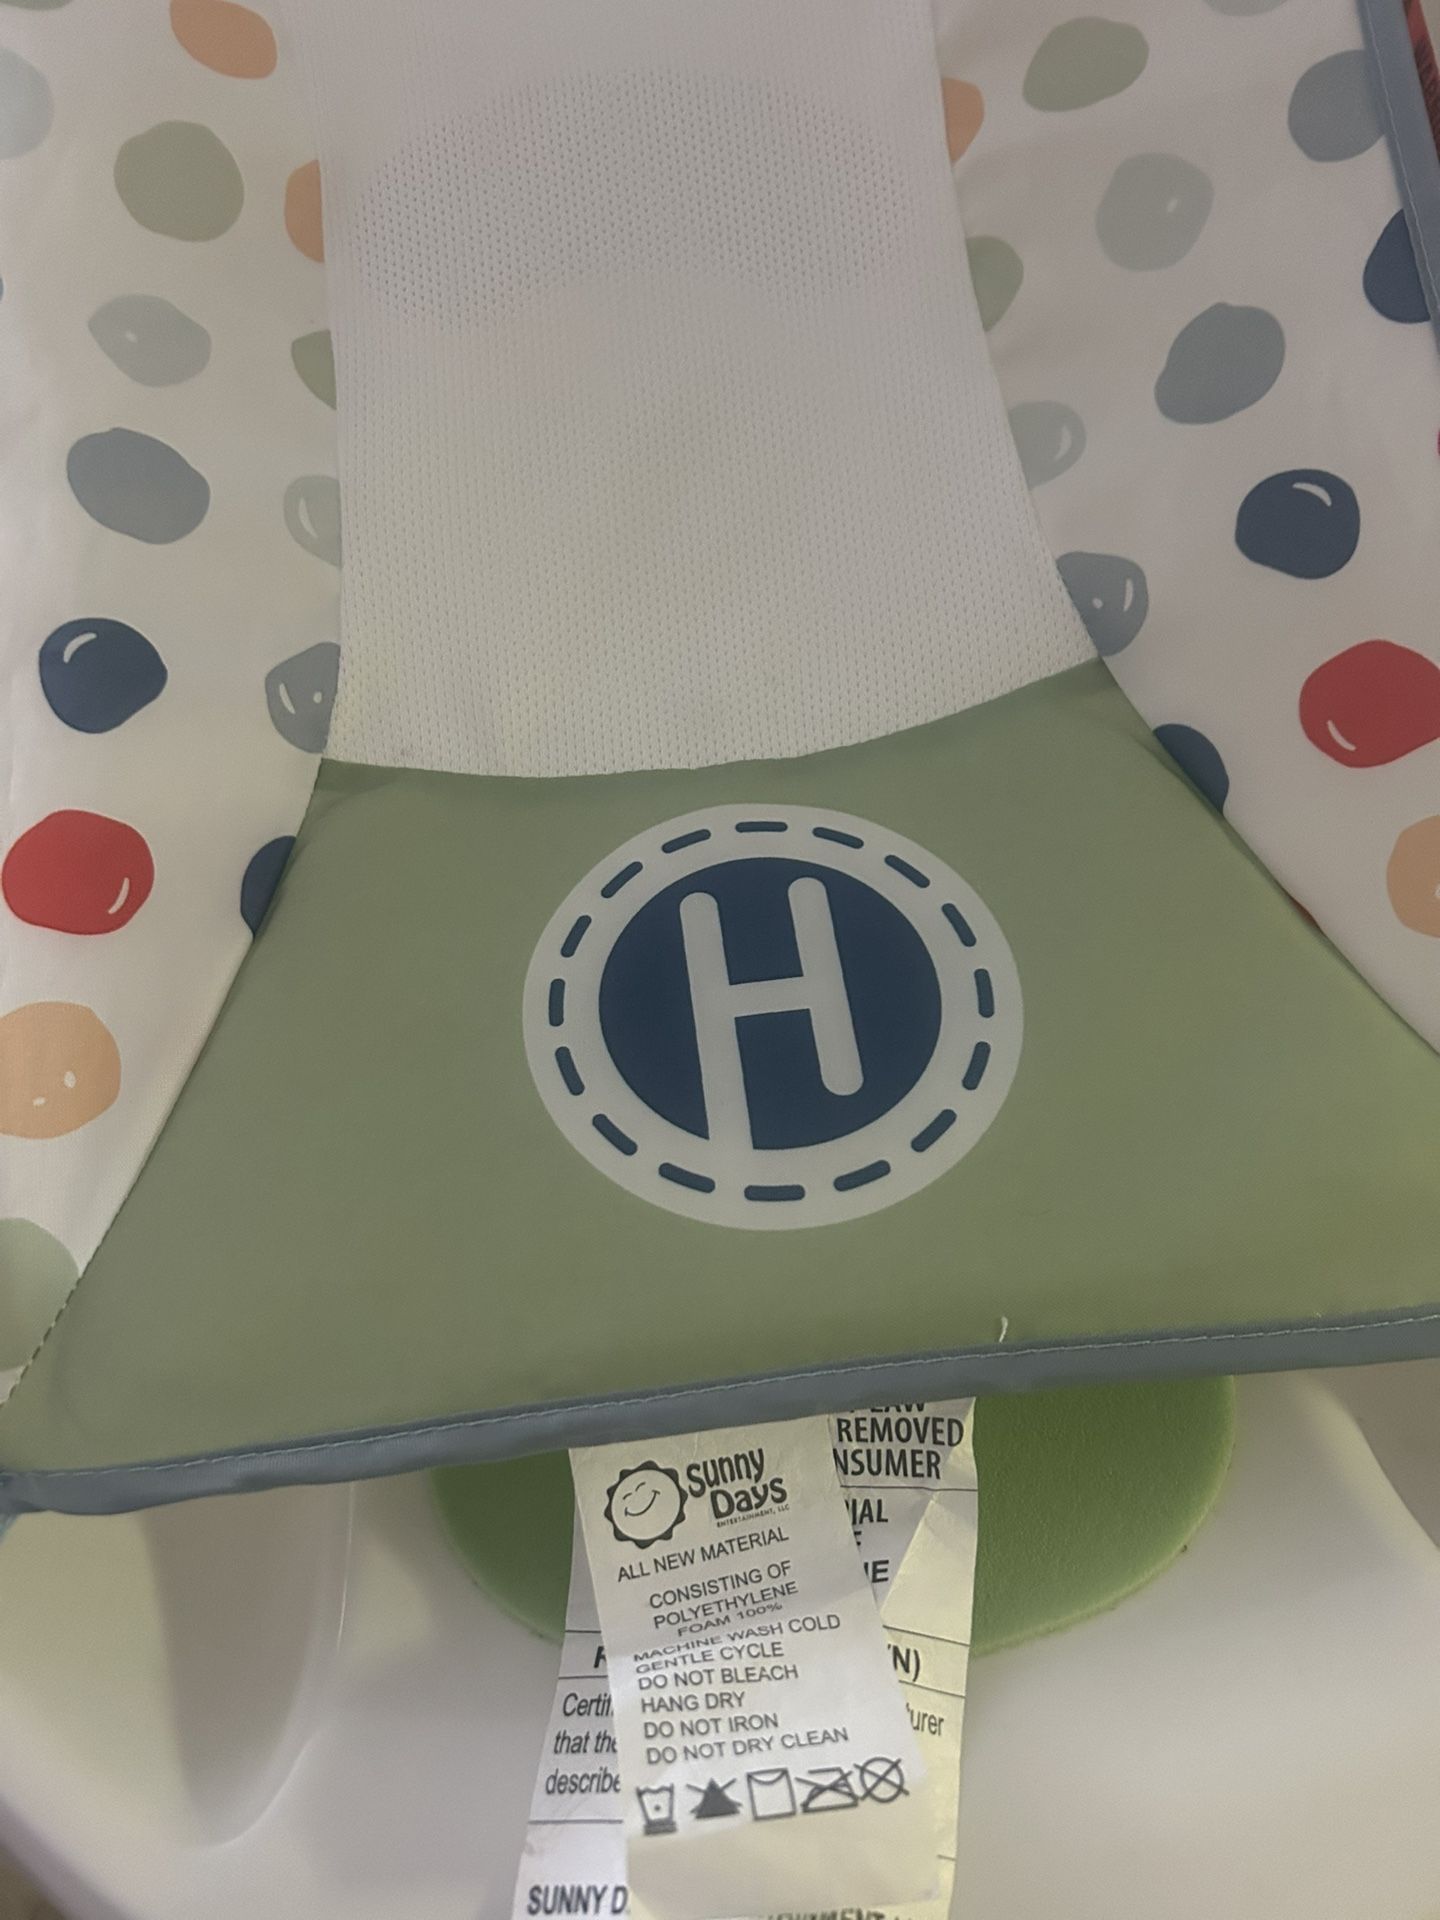 H
LAW
REMOVED
NSUMER
Sunny
Days
ENTERTAINMENT, LLC
IAL
ALL NEW MATERIAL
CONSISTING OF
POLYETHYLENE
FOAM 100%
MACHINE WASH COLD
GENTLE CYCLE
DO NOT BLEACH
HANG DRY
DO NOT IRON
DO NOT DRY CLEAN
N)
Certif
urer
that the
describe
SUNNY D